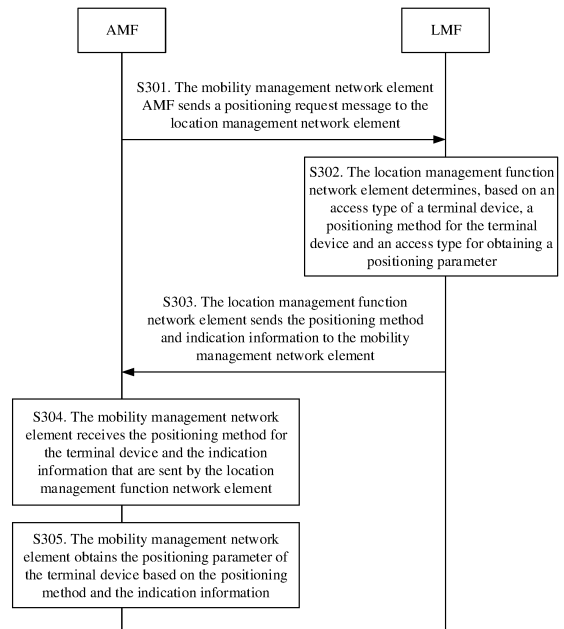 AMF
LMF
S301. The mobility management network element
AMF sends a positioning request message to the
location management network element
S302. The location management function
network element determines, based on an
access type of a terminal device, a
positioning method for the terminal
device and an access type for obtaining a
positioning parameter
S303. The location management function
network element sends the positioning method
and indication information to the mobility
management network element
S304. The mobility management network
element receives the positioning method for
the terminal device and the indication
information that are sent by the location
management function network element
S305. The mobility management network
element obtains the positioning parameter of
the terminal device based on the positioning
method and the indication information